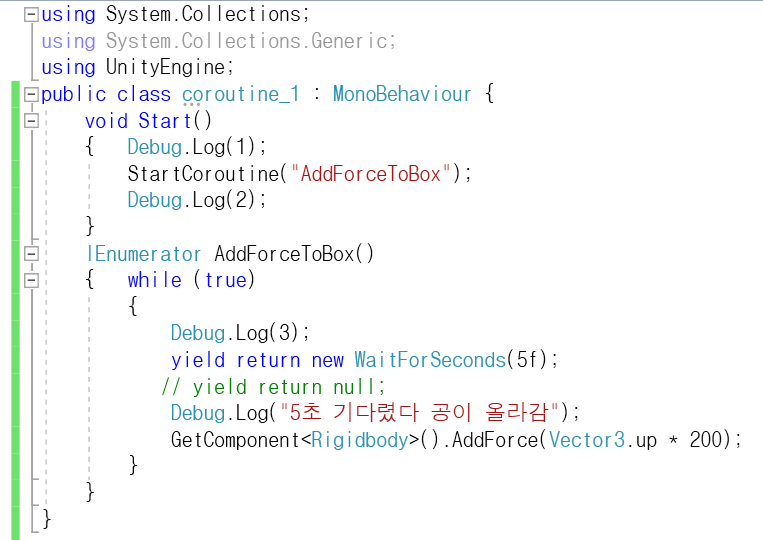 using System.Collections;
using System.Collections.Generic;
using UnityEngine;
public class coroutine_1 : MonoBehaviour {
void Start()
{ Debug.Log(1);
StartCoroutine("AddForceToBox");
Debug.Log(2);
}
IEnumerator AddForceToBox()
{ while (true)
{
Debug.Log(3);
yield return new WaitForSeconds(5f);
// yield return null;
Debug.Log("5초 기다렸다 공이 올라감");
GetComponent<Rigidbody>().AddForce(Vector3.up * 200);
}
}
}